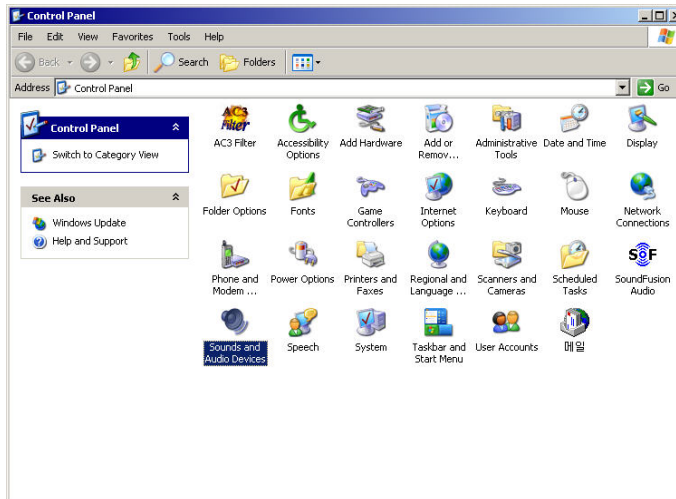 Control Panel
File Edit View Favorites Tools Help
Back Search Folders
Address Control Panel Go
Control Panel
Switch to Category View
See Also
Windows Update
Help and Support
AC3 Filter
AC3 Filter
Accessibility Options
Add Hardware
Add or Remov...
Administrative Tools
Date and Time
Display
Folder Options
Fonts
Game Controllers
Internet Options
Keyboard
Mouse
Network Connections
Phone and Modem ...
Power Options
Printers and Faxes
Regional and Language ...
Scanners and Cameras
Scheduled Tasks
SOF
SoundFusion Audio
Sounds and Audio Devices
Speech
System
Taskbar and Start Menu
User Accounts
메일